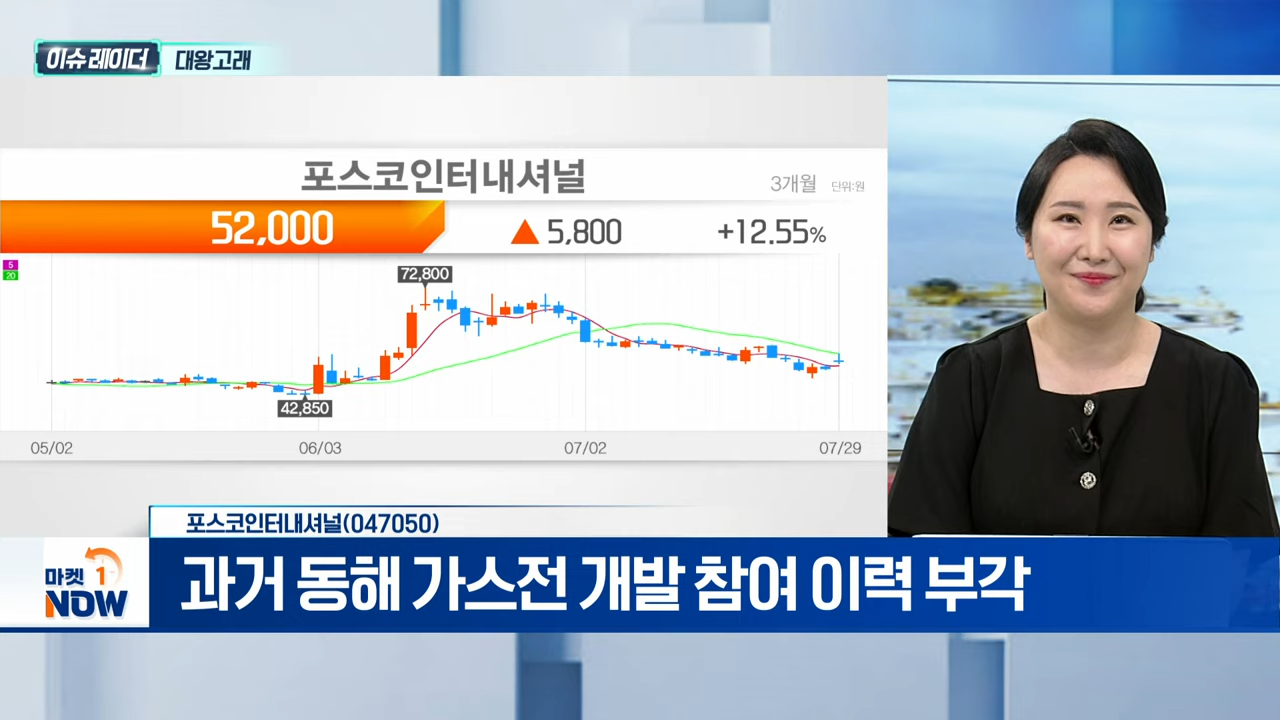 이슈 레이더 대왕고래
포스코인터내셔널
3개월 단위:원
52,000 ▲ 5,800 +12.55%
5
20
72,800
42,850
05/02 06/03 07/02 07/29
포스코인터내셔널(047050)
마켓 1
NOW
과거 동해 가스전 개발 참여 이력 부각